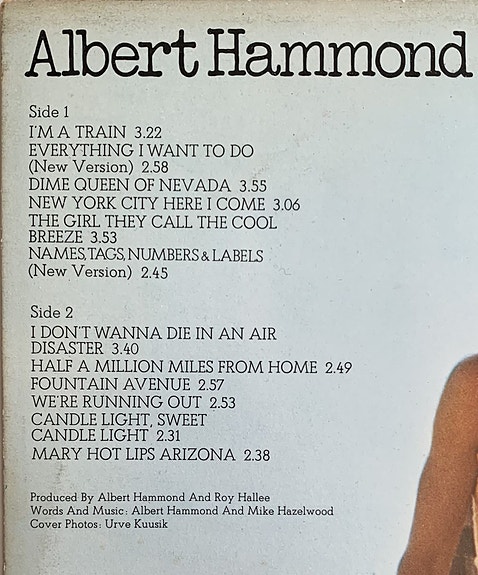 Albert Hammond
Side 1
I'M A TRAIN 3.22
EVERYTHING I WANT TO DO
(New Version) 2.58
DIME QUEEN OF NEVADA 3.55
NEW YORK CITY HERE I COME 3.06
THE GIRL THEY CALL THE COOL
BREEZE 3.53
NAMES,TAGS,NUMBERS & LABELS
(New Version) 2.45
Side 2
I DON'T WANNA DIE IN AN AIR
DISASTER 3.40
HALF A MILLION MILES FROM HOME 2.49
FOUNTAIN AVENUE 2.57
WE'RE RUNNING OUT 2.53
CANDLE LIGHT, SWEET
CANDLE LIGHT 2.31
MARY HOT LIPS ARIZONA 2.38
Produced By Albert Hammond And Roy Hallee
Words And Music: Albert Hammond And Mike Hazelwood
Cover Photos: Urve Kuusik